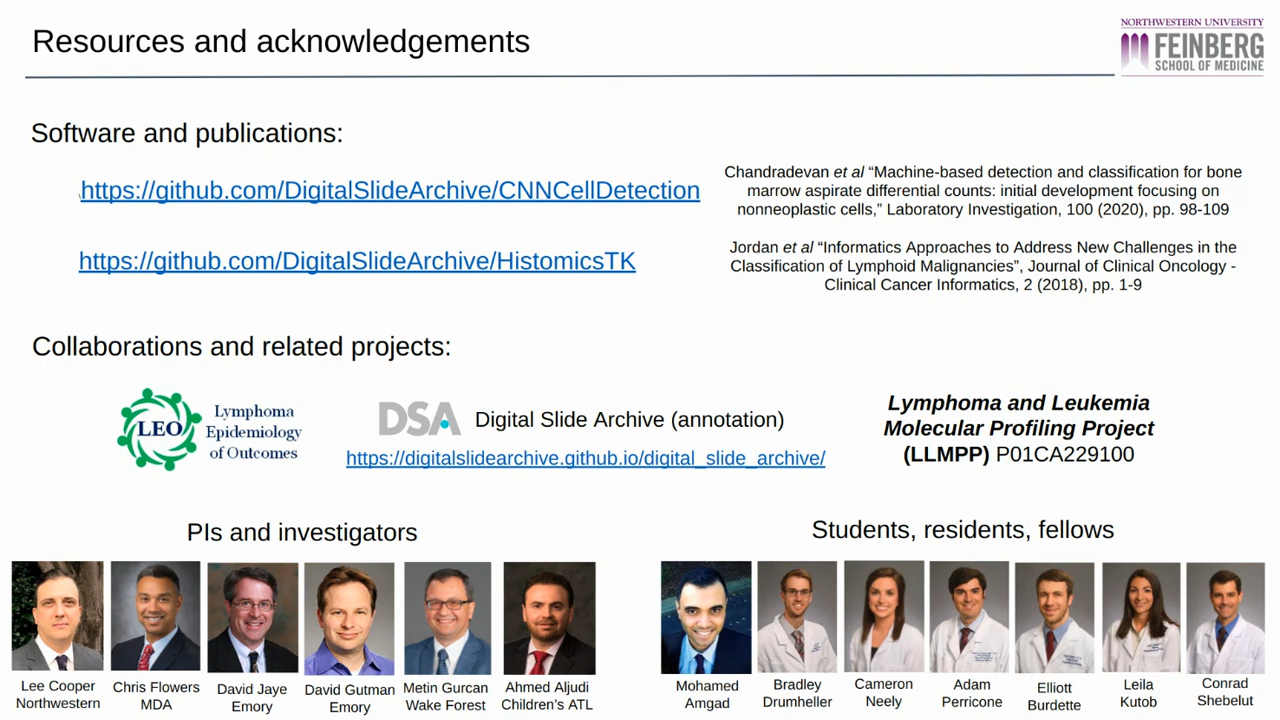 Resources and acknowledgements
NORTHWESTERN UNIVERSITY
FEINBERG
SCHOOL OF MEDICINE
Software and publications:
https://github.com/DigitalSlideArchive/CNNCellDetection
https://github.com/DigitalSlideArchive/HistomicsTK
Chandradevan et al “Machine-based detection and classification for bone
marrow aspirate differential counts: initial development focusing on
nonneoplastic cells,” Laboratory Investigation, 100 (2020), pp. 98-109
Jordan et al “Informatics Approaches to Address New Challenges in the
Classification of Lymphoid Malignancies”, Journal of Clinical Oncology -
Clinical Cancer Informatics, 2 (2018), pp. 1-9
Collaborations and related projects:
LEO
Lymphoma
Epidemiology
of Outcomes
DSA
Digital Slide Archive (annotation)
https://digitalslidearchive.github.io/digital_slide_archive/
Lymphoma and Leukemia
Molecular Profiling Project
(LLMPP) P01CA229100
PIs and investigators
Lee Cooper
Northwestern
Chris Flowers
MDA
David Jaye
Emory
David Gutman
Emory
Metin Gurcan
Wake Forest
Ahmed Aljudi
Children's ATL
Students, residents, fellows
Mohamed
Amgad
Bradley
Drumheller
Cameron
Neely
Adam
Perricone
Elliott
Burdette
Leila
Kutob
Conrad
Shebelut